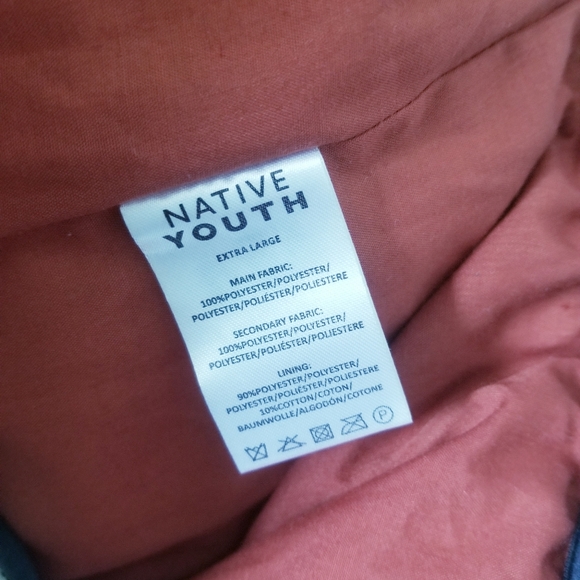 NATIVE
YOUTH
EXTRA LARGE
MAIN FABRIC:
100%POLYESTER/POLYESTER/
POLYESTER/POLIÉSTER/POLIESTERE
SECONDARY FABRIC:
100%POLYESTER/POLYESTER/
POLYESTER/POLIÉSTER/POLIESTERE
LINING:
90%POLYESTER/POLYESTER/
POLYESTER/POLIÉSTER/POLIESTERE
10%COTTON/COTON/
BAUMWOLLE/ALGODÓN/COTONE
P